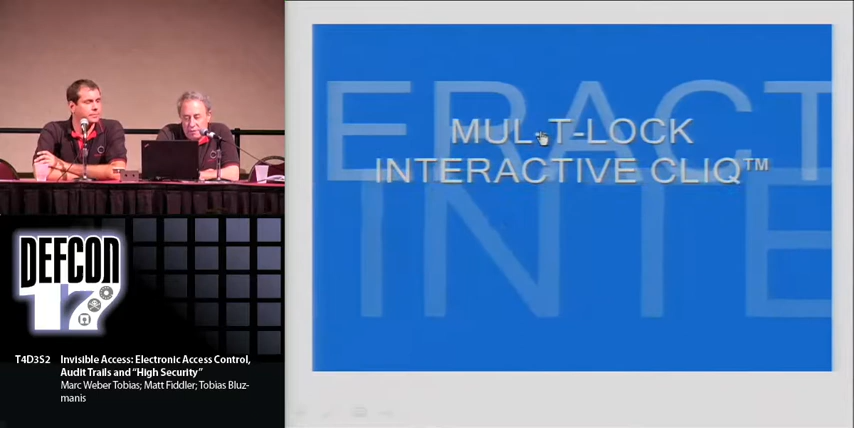 ERACT
MUL T-LOCK
INTERACTIVE CLIQ™
INTE
DEFCON
17
T4D3S2 Invisible Access: Electronic Access Control,
Audit Trails and “High Security”
Marc Weber Tobias; Matt Fiddler; Tobias Bluz-
manis